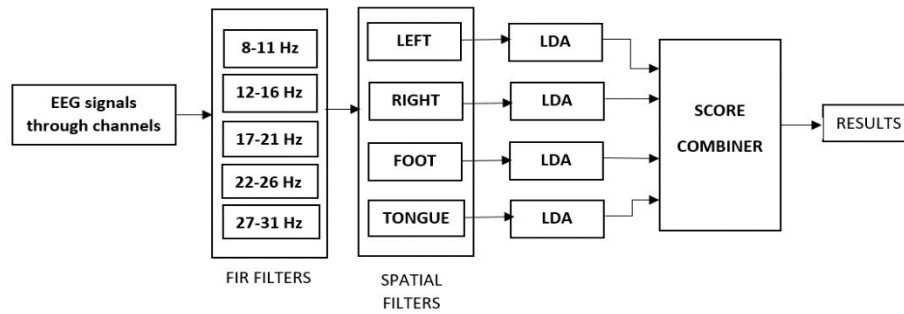 EEG signals
through channels
8-11 Hz
12-16 Hz
17-21 Hz
22-26 Hz
27-31 Hz
FIR FILTERS
LEFT
RIGHT
FOOT
TONGUE
SPATIAL
FILTERS
LDA
LDA
LDA
LDA
SCORE
COMBINER
RESULTS